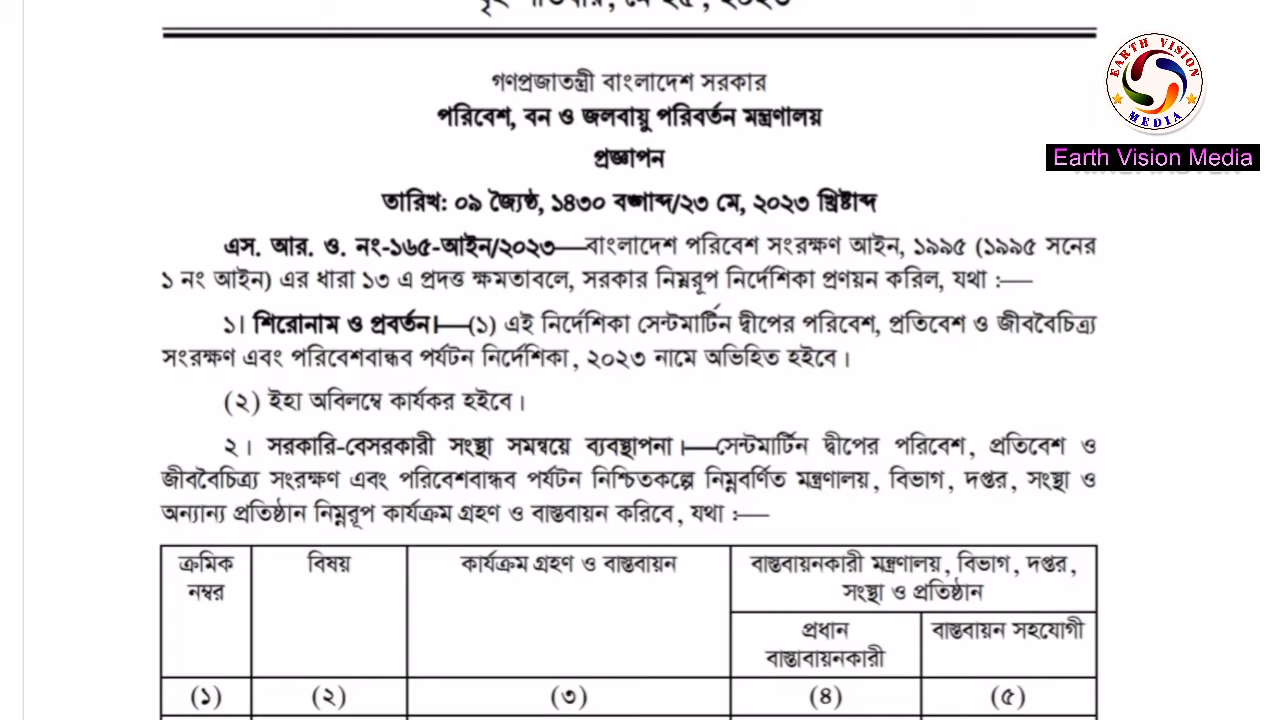 বৃহস্পতিবার, মে ২৫, ২০২৩
গণপ্রজাতন্ত্রী বাংলাদেশ সরকার
পরিবেশ, বন ও জলবায়ু পরিবর্তন মন্ত্রণালয়
প্রজ্ঞাপন
তারিখ: ০৯ জ্যৈষ্ঠ, ১৪৩০ বঙ্গাব্দ/২৩ মে, ২০২৩ খ্রিষ্টাব্দ
এস. আর. ও. নং-১৬৫-আইন/২০২৩—বাংলাদেশ পরিবেশ সংরক্ষণ আইন, ১৯৯৫ (১৯৯৫ সনের
১ নং আইন) এর ধারা ১৩ এ প্রদত্ত ক্ষমতাবলে, সরকার নিম্নরূপ নির্দেশিকা প্রণয়ন করিল, যথা :—
১। শিরোনাম ও প্রবর্তন।—(১) এই নির্দেশিকা সেন্টমার্টিন দ্বীপের পরিবেশ, প্রতিবেশ ও জীববৈচিত্র্য
সংরক্ষণ এবং পরিবেশবান্ধব পর্যটন নির্দেশিকা, ২০২৩ নামে অভিহিত হইবে।
(২) ইহা অবিলম্বে কার্যকর হইবে।
২। সরকারি-বেসরকারী সংস্থা সমন্বয়ে ব্যবস্থাপনা।—সেন্টমার্টিন দ্বীপের পরিবেশ, প্রতিবেশ ও
জীববৈচিত্র্য সংরক্ষণ এবং পরিবেশবান্ধব পর্যটন নিশ্চিতকল্পে নিম্নবর্ণিত মন্ত্রণালয়, বিভাগ, দপ্তর, সংস্থা ও
অন্যান্য প্রতিষ্ঠান নিম্নরূপ কার্যক্রম গ্রহণ ও বাস্তবায়ন করিবে, যথা :—
ক্রমিক
নম্বর
বিষয়
কার্যক্রম গ্রহণ ও বাস্তবায়ন
বাস্তবায়নকারী মন্ত্রণালয়, বিভাগ, দপ্তর,
সংস্থা ও প্রতিষ্ঠান
প্রধান
বাস্তাবায়নকারী
বাস্তবায়ন সহযোগী
(১) (২) (৩) (৪) (৫)
EARTH VISION
MEDIA
Earth Vision Media